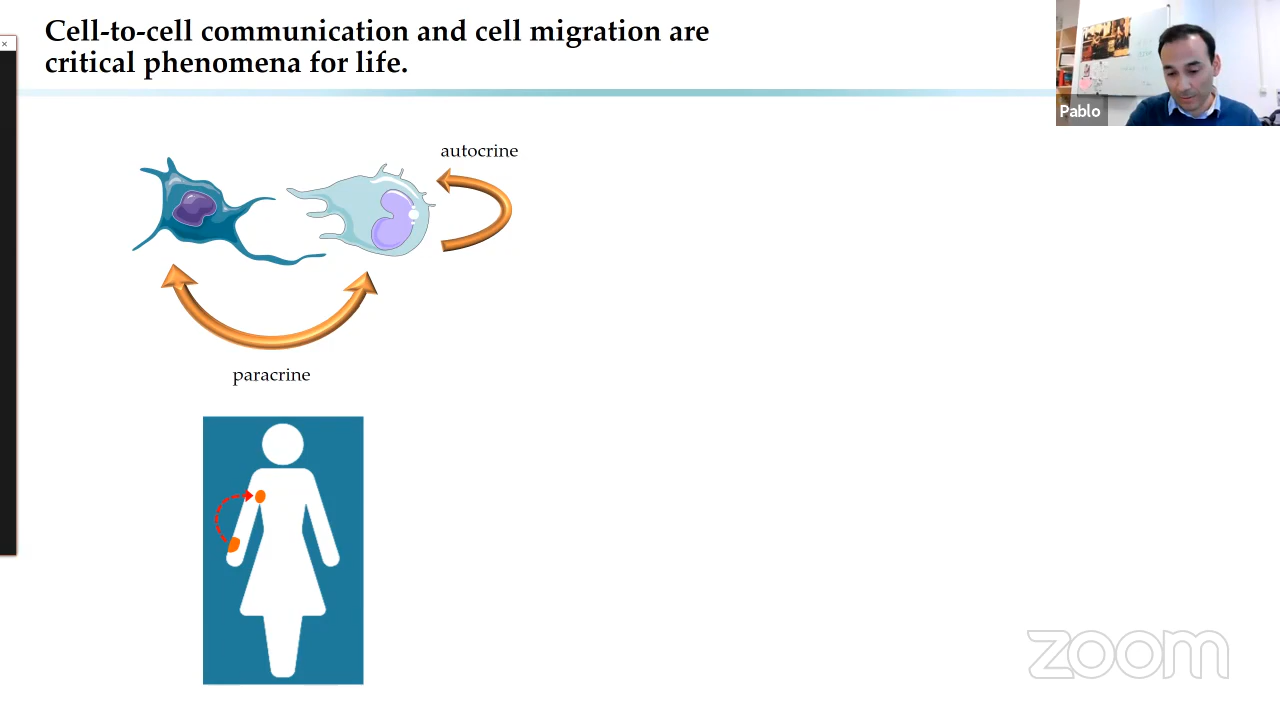 Cell-to-cell communication and cell migration are
critical phenomena for life.
Pablo
autocrine
paracrine
zoom